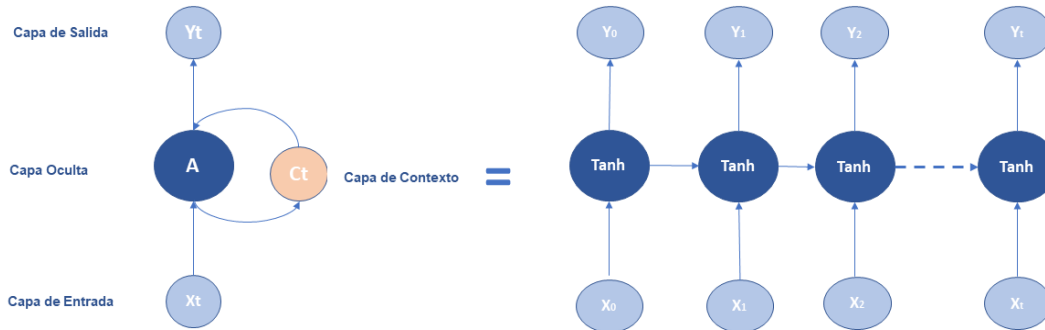 Capa de Salida
Yt
Y₀
Y₁
Y₂
Yₜ
Capa Oculta
A
Ct
Capa de Contexto
=
Tanh
Tanh
Tanh
Tanh
Capa de Entrada
Xt
X₀
X₁
X₂
Xₜ